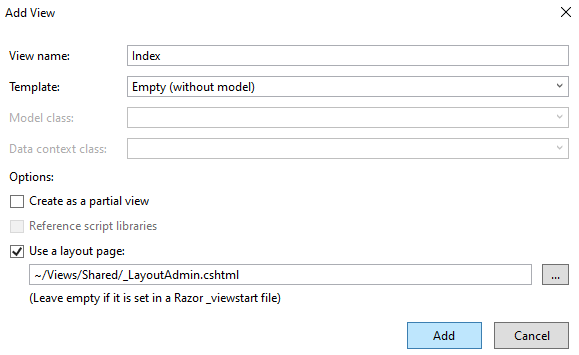 Add View
View name: Index
Template: Empty (without model)
Model class:
Data context class:
Options:
Create as a partial view
Reference script libraries
Use a layout page:
~/Views/Shared/_LayoutAdmin.cshtml ...
(Leave empty if it is set in a Razor _viewstart file)
Add Cancel